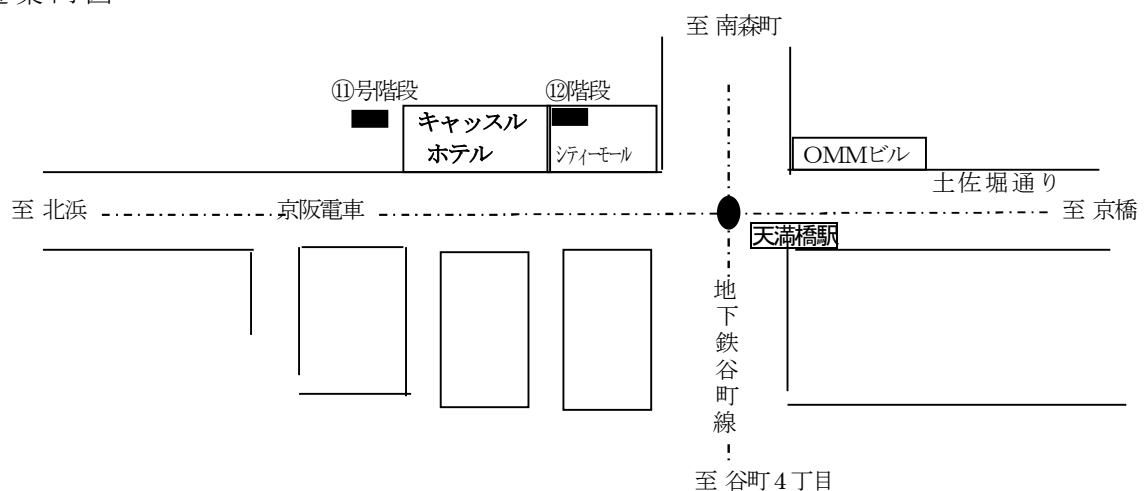 案内図
至 南森町
⑪号階段
⑫階段
キャッスル
ホテル
シティーモール
OMMビル
土佐堀通り
至 北浜
京阪電車
至 京橋
天満橋駅
地下鉄谷町線
至 谷町4丁目